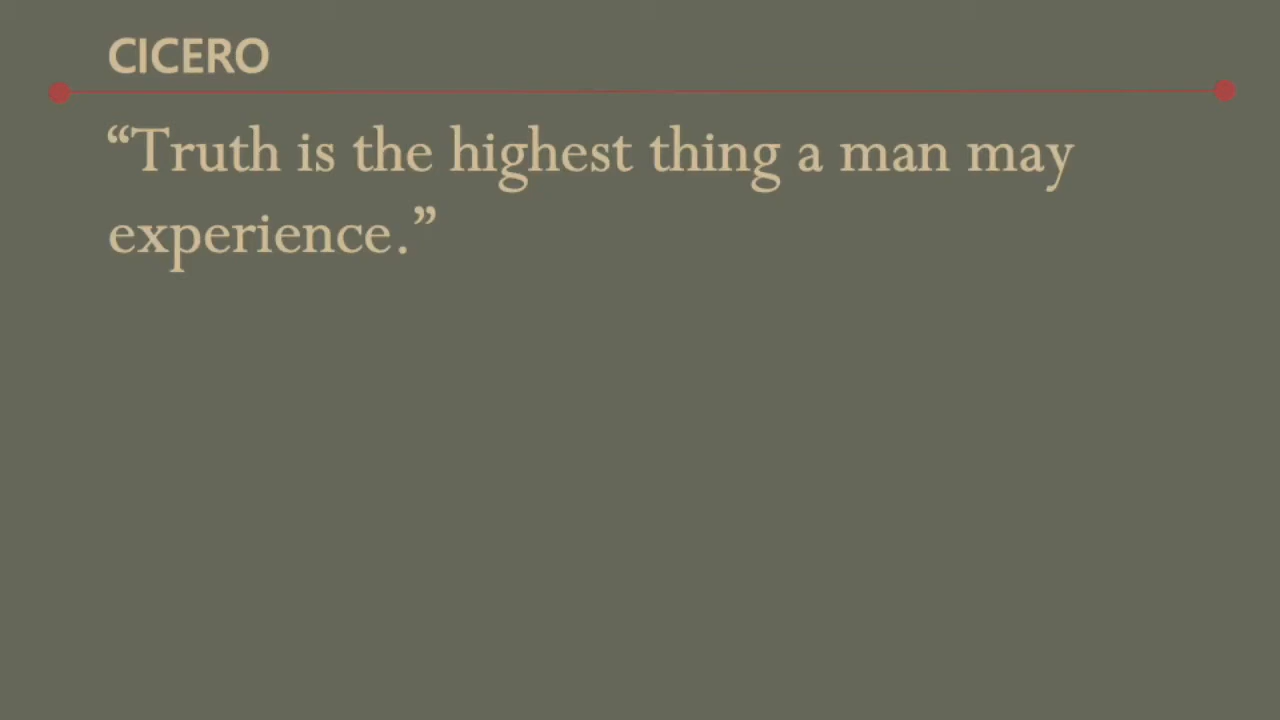 CICERO
“Truth is the highest thing a man may
experience.”